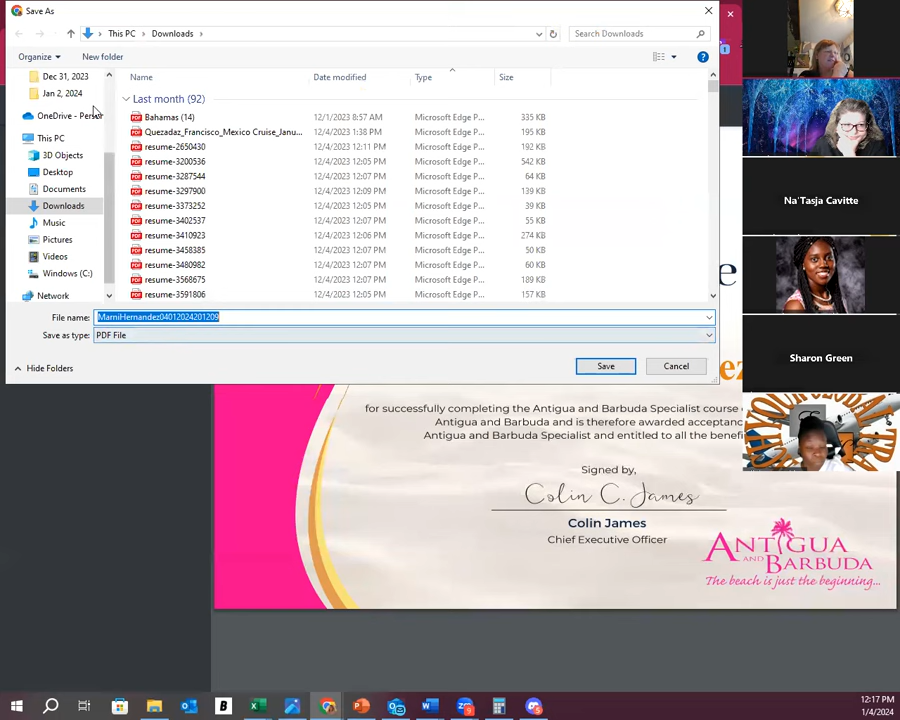 Save As
This PC > Downloads >
Search Downloads
Organize
New folder
Dec 31, 2023
Jan 2, 2024
OneDrive - Person
This PC
3D Objects
Desktop
Documents
Downloads
Music
Pictures
Videos
Windows (C:)
Network
Name Date modified Type Size
Last month (92)
Bahamas (14) 12/1/2023 8:57 AM Microsoft Edge P... 335 KB
Quezadaz_Francisco_Mexico Cruise_Janu... 12/4/2023 1:38 PM Microsoft Edge P... 195 KB
resume-2650430 12/4/2023 12:11 PM Microsoft Edge P... 192 KB
resume-3200536 12/4/2023 12:05 PM Microsoft Edge P... 542 KB
resume-3287544 12/4/2023 12:07 PM Microsoft Edge P... 64 KB
resume-3297900 12/4/2023 12:09 PM Microsoft Edge P... 139 KB
resume-3373252 12/4/2023 12:05 PM Microsoft Edge P... 39 KB
resume-3402537 12/4/2023 12:07 PM Microsoft Edge P... 55 KB
resume-3410923 12/4/2023 12:06 PM Microsoft Edge P... 274 KB
resume-3458385 12/4/2023 12:07 PM Microsoft Edge P... 50 KB
resume-3480982 12/4/2023 12:07 PM Microsoft Edge P... 60 KB
resume-3568675 12/4/2023 12:07 PM Microsoft Edge P... 189 KB
resume-3591806 12/4/2023 12:05 PM Microsoft Edge P... 157 KB
File name: MarniHernandez04012024201209
Save as type: PDF File
Hide Folders
Save
Cancel
e
ez
for successfully completing the Antigua and Barbuda Specialist course
Antigua and Barbuda and is therefore awarded acceptanc
Antigua and Barbuda Specialist and entitled to all the benefi
Signed by,
Colin C. James
Colin James
Chief Executive Officer
ANTIGUA
AND BARBUDA
The beach is just the beginning...
Na'Tasja Cavitte
Sharon Green
12:17 PM
1/4/2024